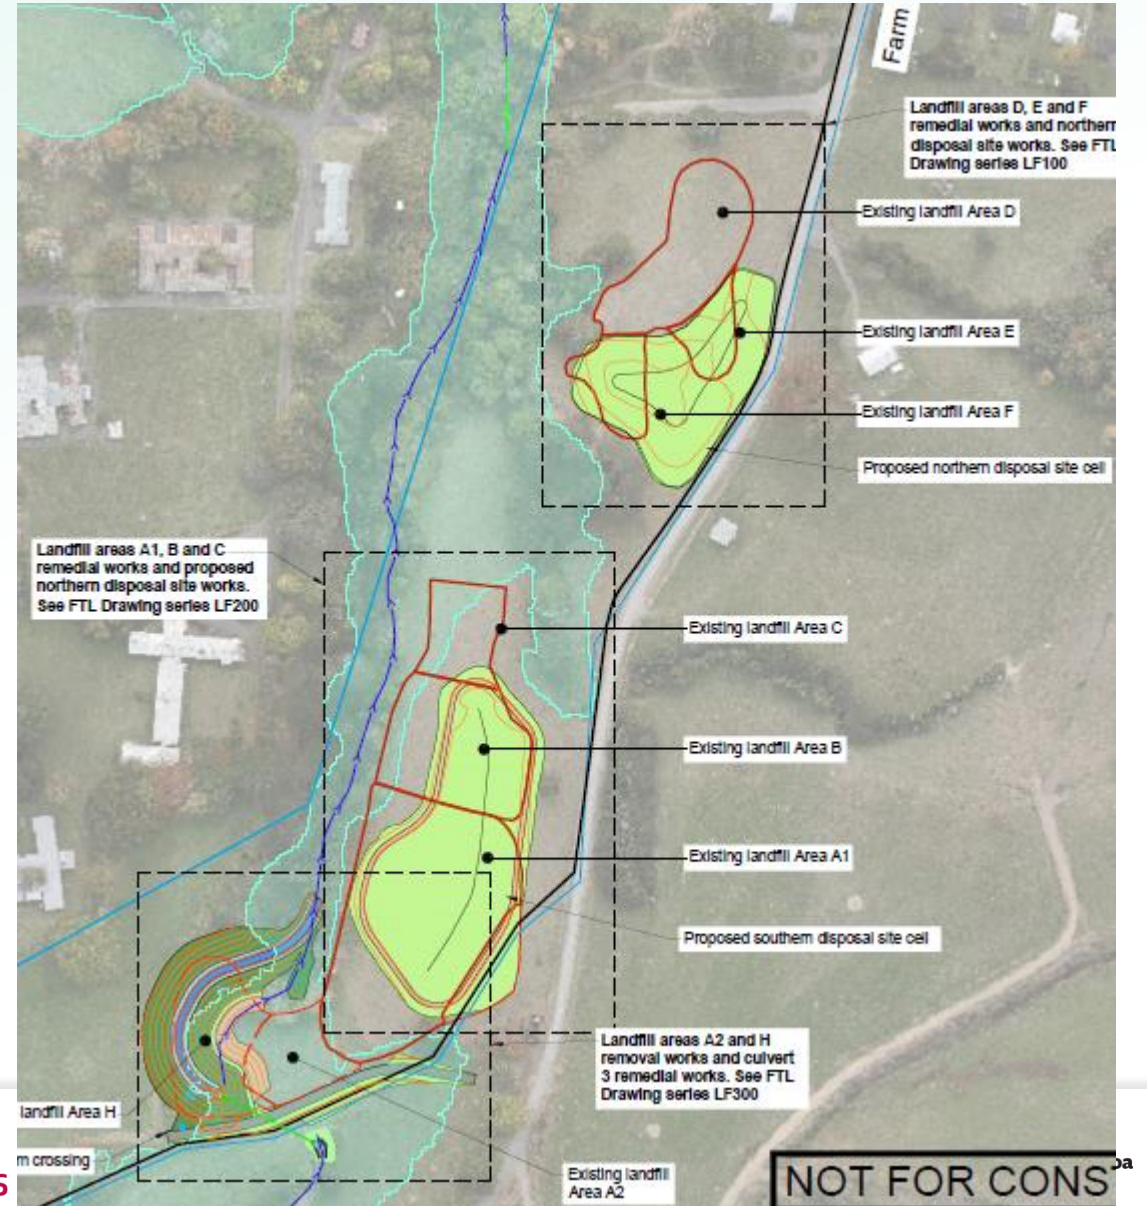 Farm
Landfill areas D, E and F
remedial works and northern
disposal site works. See FTL
Drawing series LF100
Existing landfill Area D
Existing landfill Area E
Existing landfill Area F
Proposed northern disposal site cell
Landfill areas A1, B and C
remedial works and proposed
northern disposal site works.
See FTL Drawing series LF200
Existing landfill Area C
Existing landfill Area B
Existing landfill Area A1
Proposed southern disposal site cell
Landfill areas A2 and H
removal works and culvert
3 remedial works. See FTL
Drawing series LF300
landfill Area H
m crossing
Existing landfill
Area A2
NOT FOR CONS
oa
s